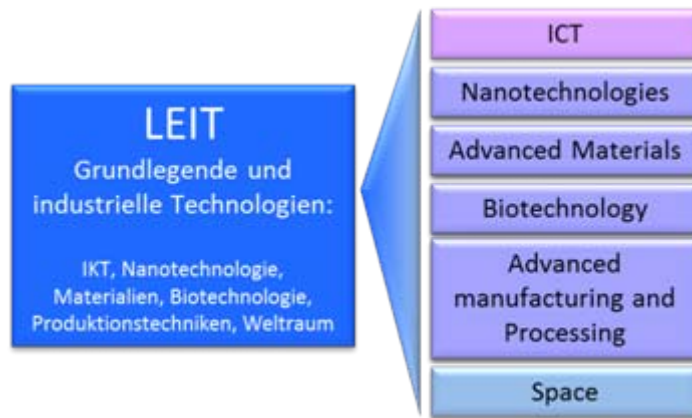 LEIT
Grundlegende und
industrielle Technologien:
IKT, Nanotechnologie,
Materialien, Biotechnologie,
Produktionstechniken, Weltraum
ICT
Nanotechnologies
Advanced Materials
Biotechnology
Advanced
manufacturing and
Processing
Space